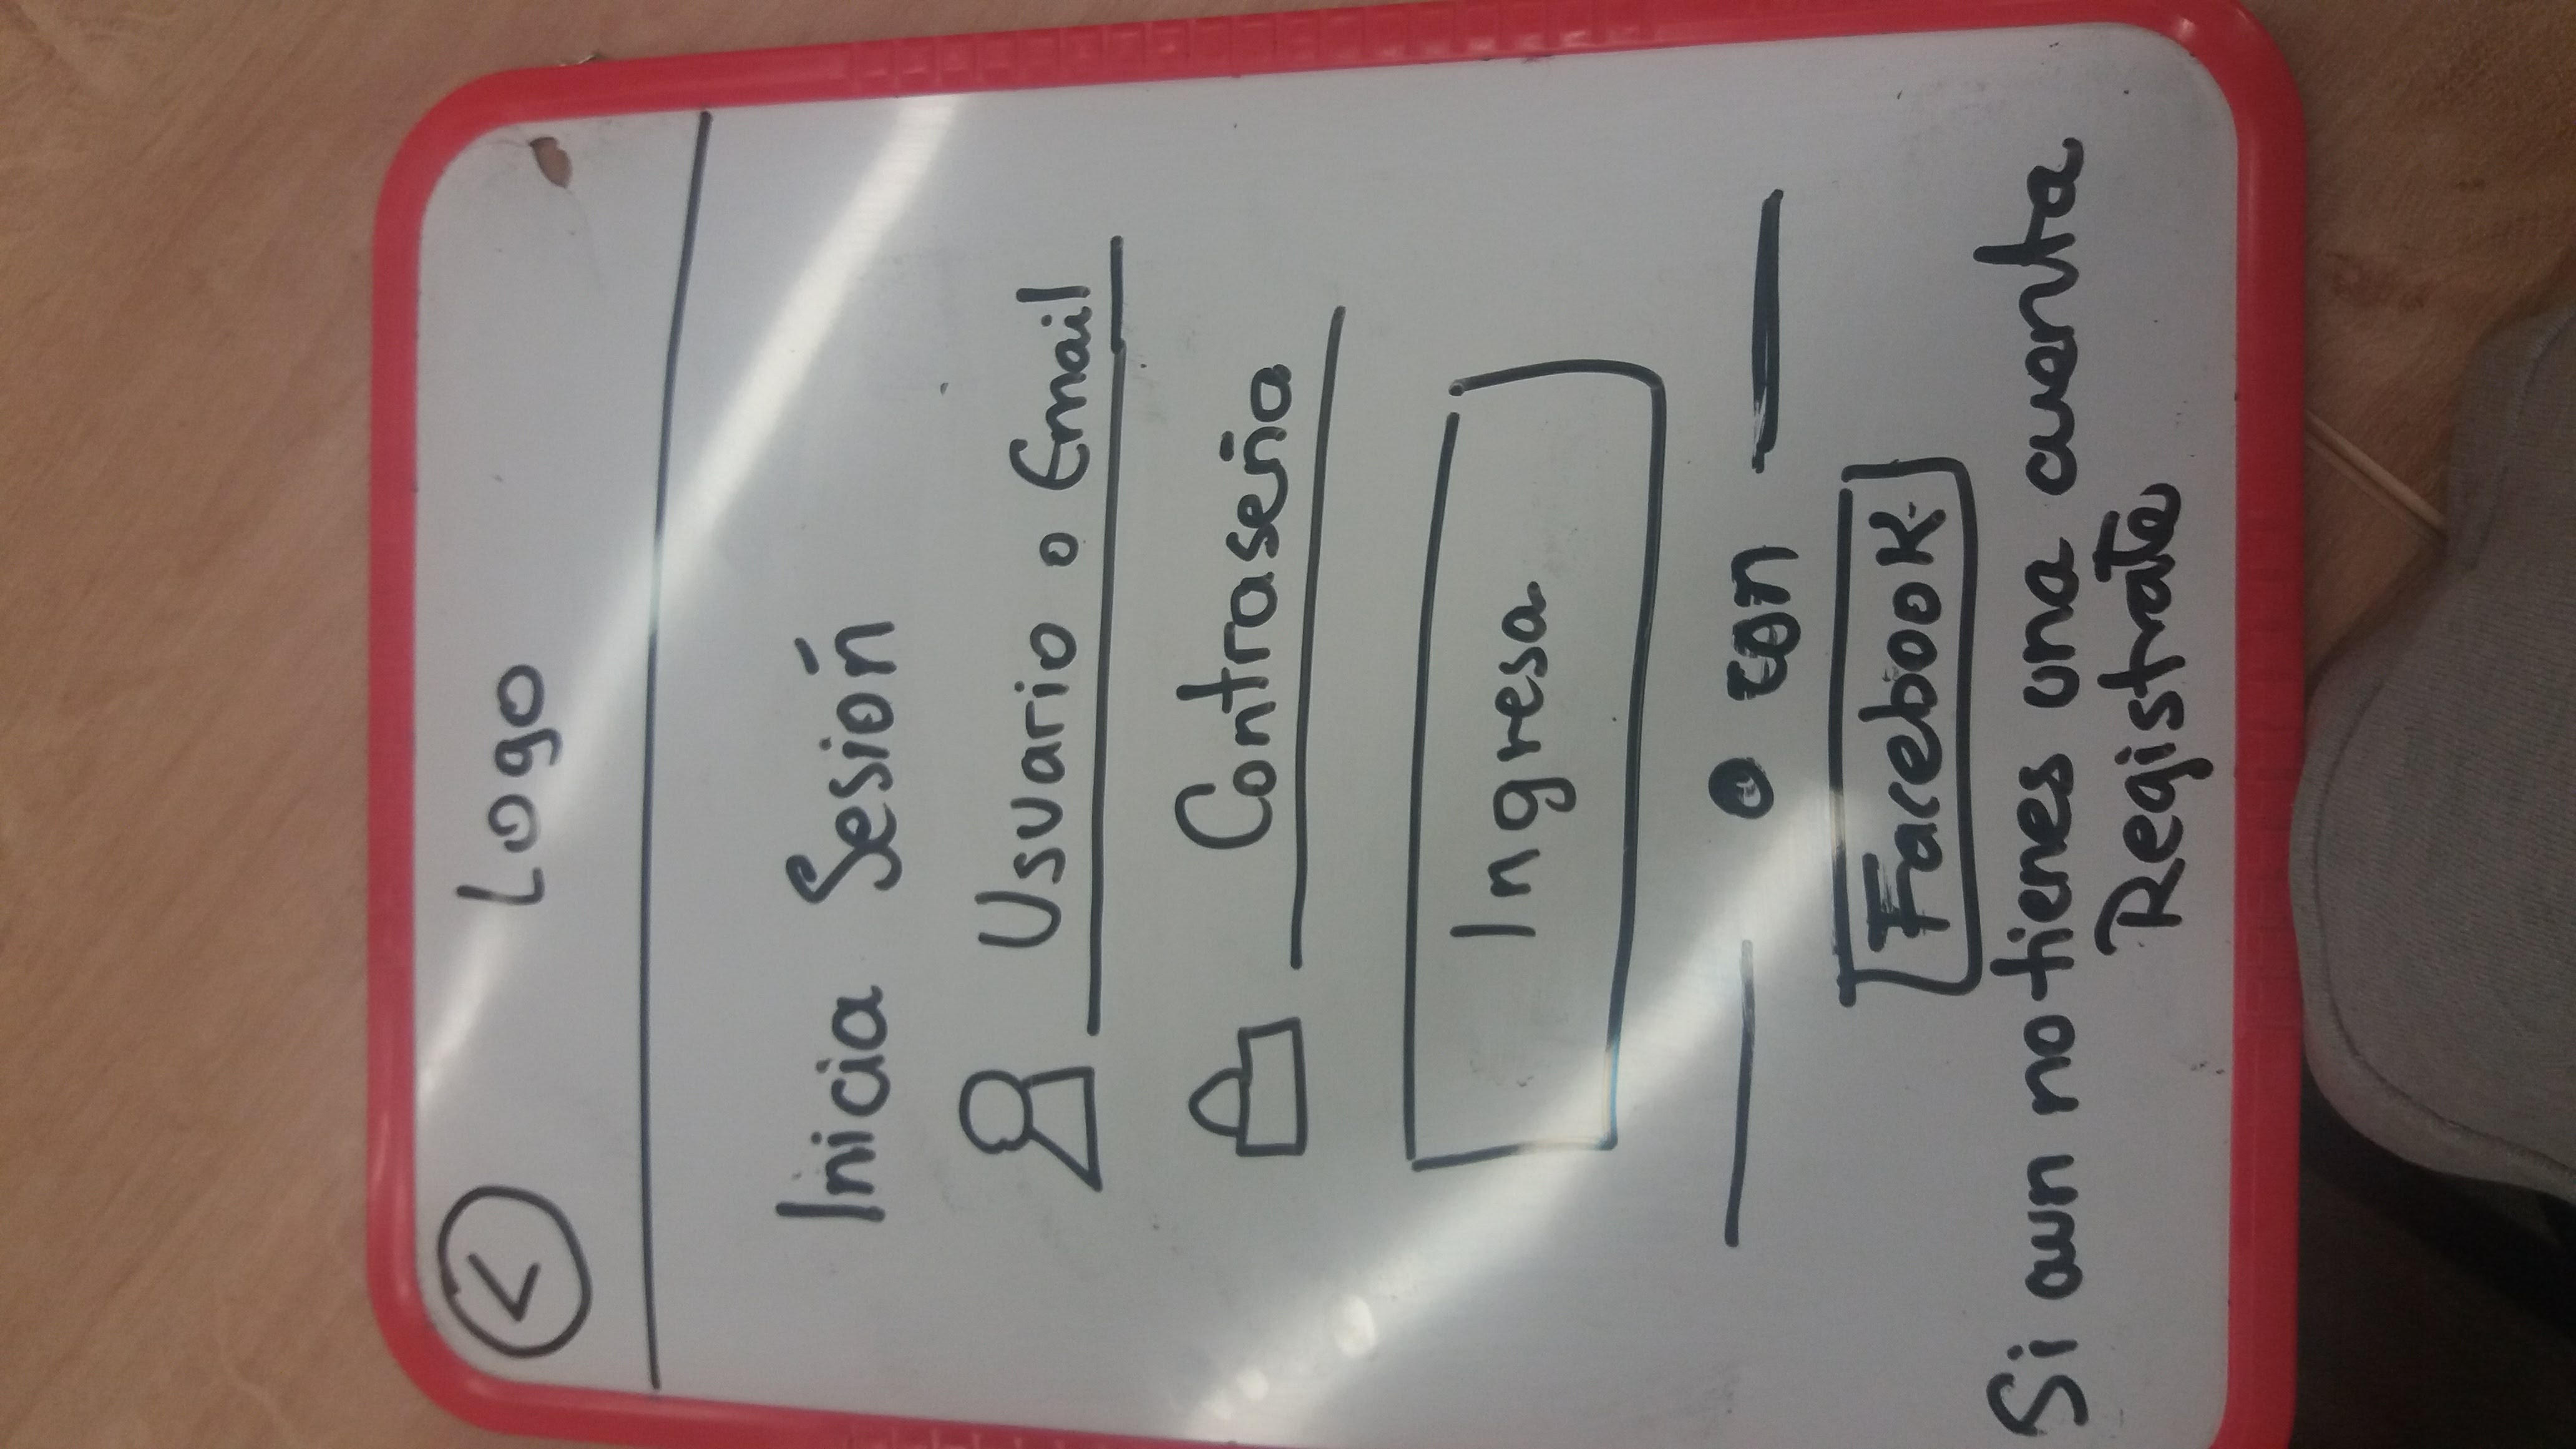 <
Logo
Inicia Sesión
Usuario o Email
Contraseña
Ingresa
o con
Facebook
Si aun no tienes una cuenta
Registrate